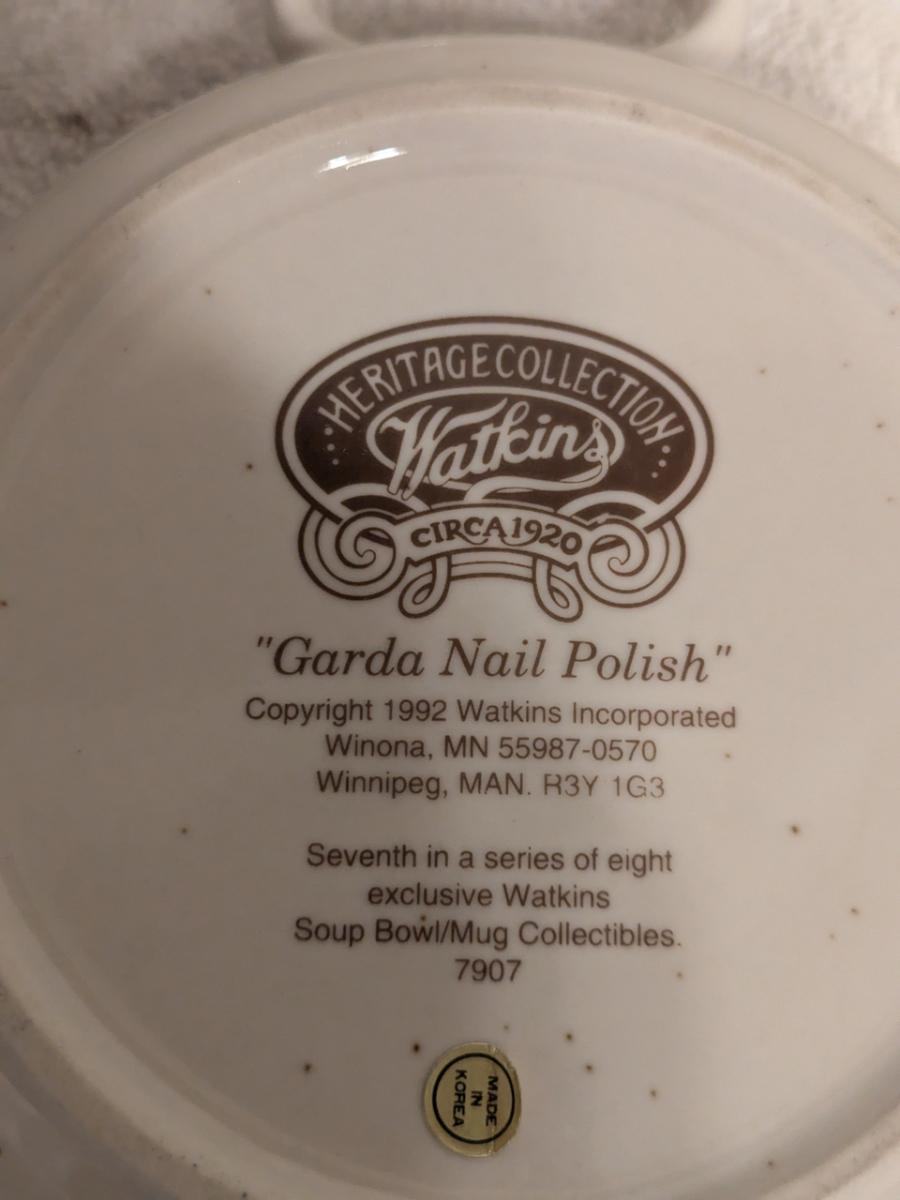 HERITAGE COLLECTION
Watkins
CIRCA 1920
"Garda Nail Polish"
Copyright 1992 Watkins Incorporated
Winona, MN 55987-0570
Winnipeg, MAN. R3Y 1G3
Seventh in a series of eight
exclusive Watkins
Soup Bowl/Mug Collectibles.
7907
MADE
IN
KOREA